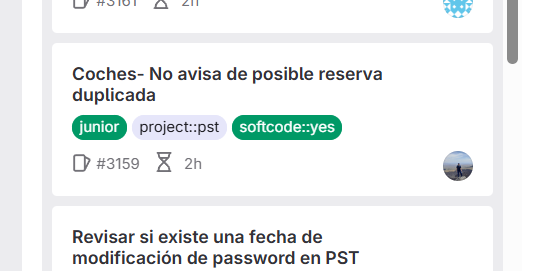 #3161 2h
Coches- No avisa de posible reserva
duplicada
junior project::pst softcode::yes
#3159 2h
Revisar si existe una fecha de
modificación de password en PST